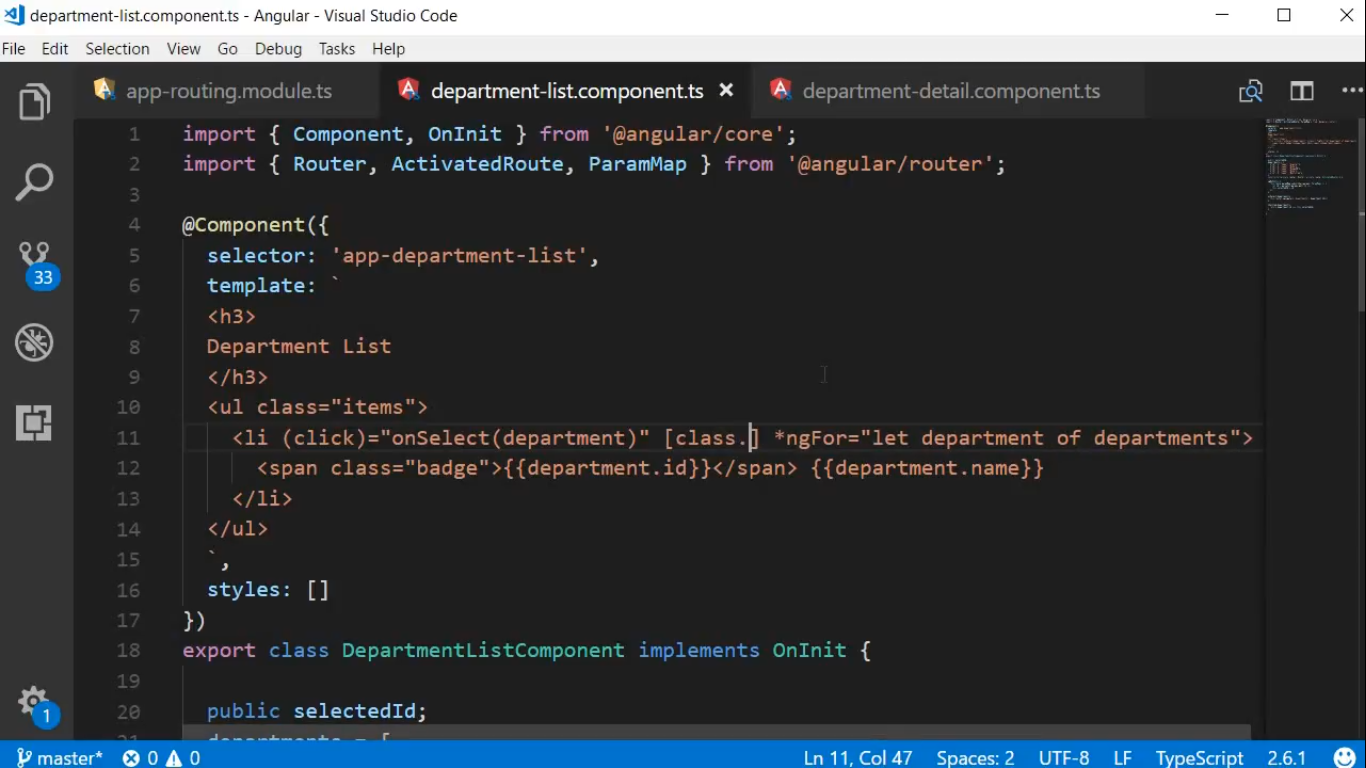 department-list.component.ts - Angular - Visual Studio Code
File Edit Selection View Go Debug Tasks Help
app-routing.module.ts department-list.component.ts department-detail.component.ts
1 import { Component, OnInit } from '@angular/core';
2 import { Router, ActivatedRoute, ParamMap } from '@angular/router';
3
4 @Component({
5 selector: 'app-department-list',
6 template: `
7 <h3>
8 Department List
9 </h3>
10 <ul class="items">
11 <li (click)="onSelect(department)" [class.] *ngFor="let department of departments">
12 <span class="badge">{{department.id}}</span> {{department.name}}
13 </li>
14 </ul>
15 `,
16 styles: []
17 })
18 export class DepartmentListComponent implements OnInit {
19
20 public selectedId;
21 departments = [
33
1
master* 0 0 Ln 11, Col 47 Spaces: 2 UTF-8 LF TypeScript 2.6.1